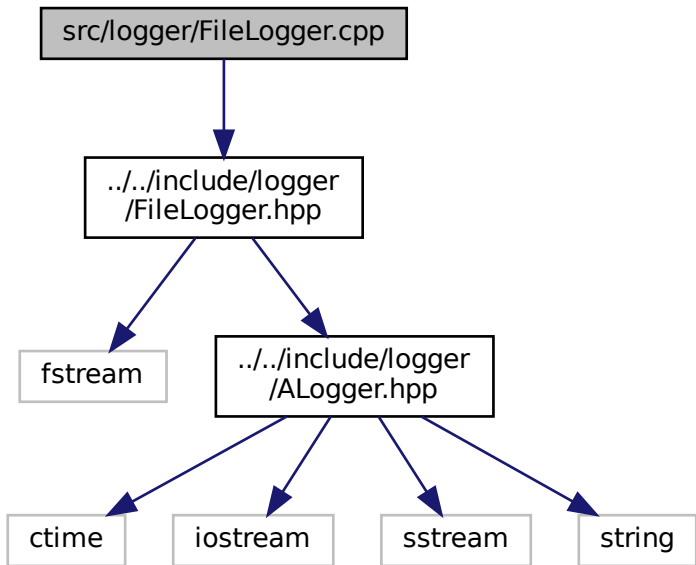 src/logger/FileLogger.cpp
../../include/logger
/FileLogger.hpp
fstream
../../include/logger
/ALogger.hpp
ctime
iostream
sstream
string